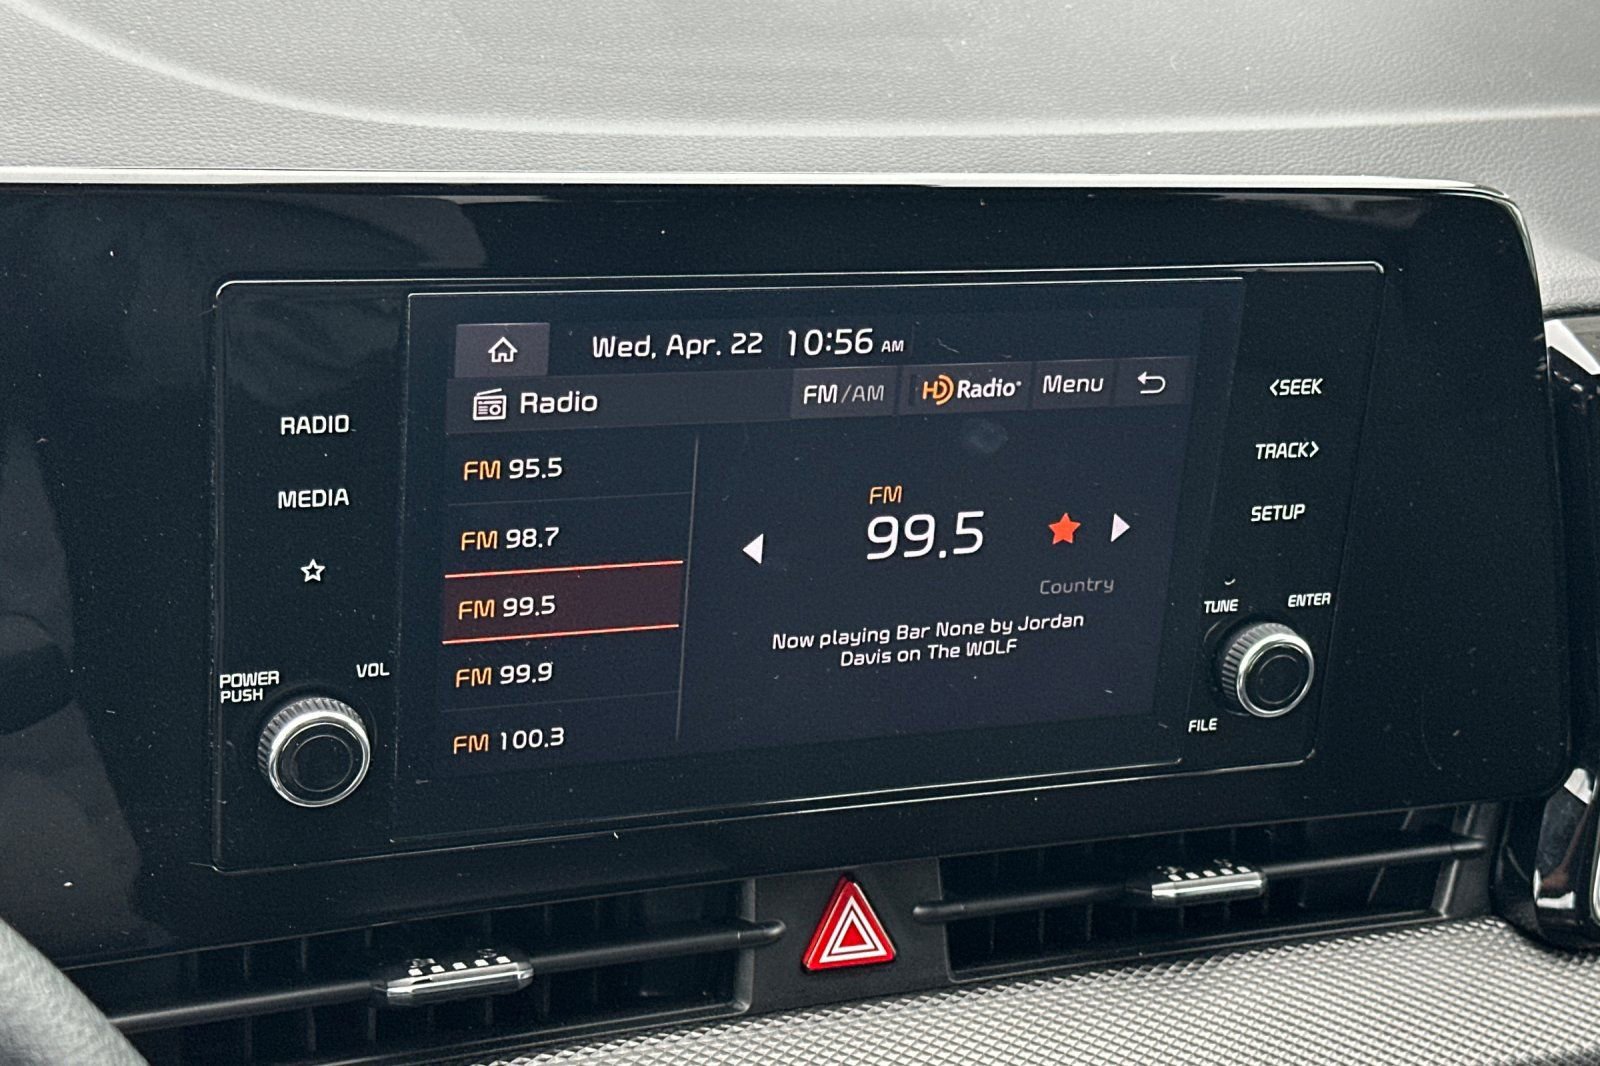 Wed, Apr. 22 10:56 AM
Radio FM/AM HD Radio Menu
FM 95.5
FM 98.7
FM 99.5
FM 99.9
FM 100.3
FM
99.5
Country
Now playing Bar None by Jordan
Davis on The WOLF
RADIO
MEDIA
POWER
PUSH
VOL
<SEEK
TRACK>
SETUP
TUNE
ENTER
FILE